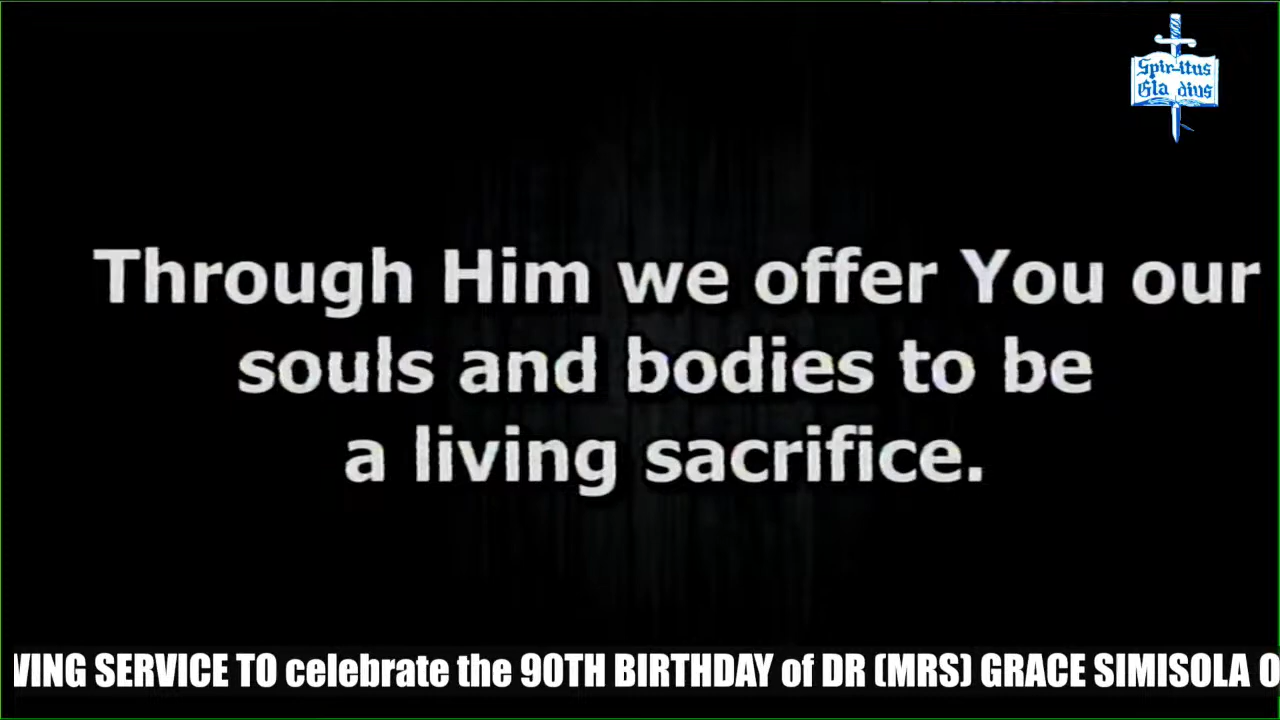 Spiritus
Gladius
Through Him we offer You our
souls and bodies to be
a living sacrifice.
VING SERVICE TO celebrate the 90TH BIRTHDAY of DR (MRS) GRACE SIMISOLA O